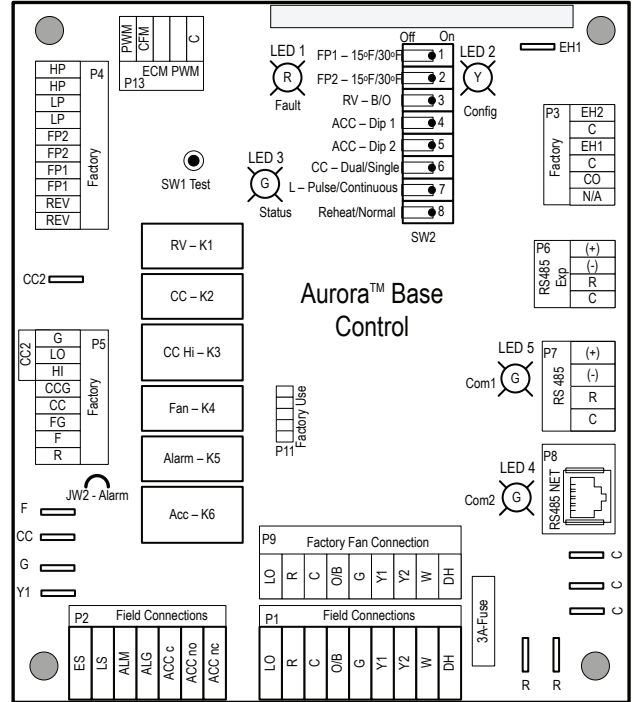 PWM
CFM
C
ECM PWM
P13
LED 1
R
Fault
Off
On
FP1 – 15ºF/30ºF
1
FP2 – 15ºF/30ºF
2
RV – B/O
3
ACC – Dip 1
4
ACC – Dip 2
5
CC – Dual/Single
6
L – Pulse/Continuous
7
Reheat/Normal
8
SW2
LED 2
Y
Config
EH1
HP
HP
LP
LP
FP2
FP2
FP1
FP1
REV
REV
P4
Factory
SW1 Test
LED 3
G
Status
P3
Factory
EH2
C
EH1
C
CO
N/A
RV – K1
CC – K2
CC Hi – K3
Fan – K4
Alarm – K5
Acc – K6
CC2
Aurora™ Base
Control
P6
RS485
Exp
(+)
(-)
R
C
CC2
G
LO
HI
CCG
CC
FG
F
R
P5
Factory
Factory Use
P11
LED 5
G
Com1
P7
RS 485
(+)
(-)
R
C
LED 4
G
Com2
P8
RS485 NET
JW2 - Alarm
F
CC
G
Y1
P9
Factory Fan Connection
LO
R
C
O/B
G
Y1
Y2
W
DH
P2
Field Connections
ES
LS
ALM
ALG
ACC c
ACC no
ACC nc
P1
Field Connections
LO
R
C
O/B
G
Y1
Y2
W
DH
3A-Fuse
C
C
C
R
R